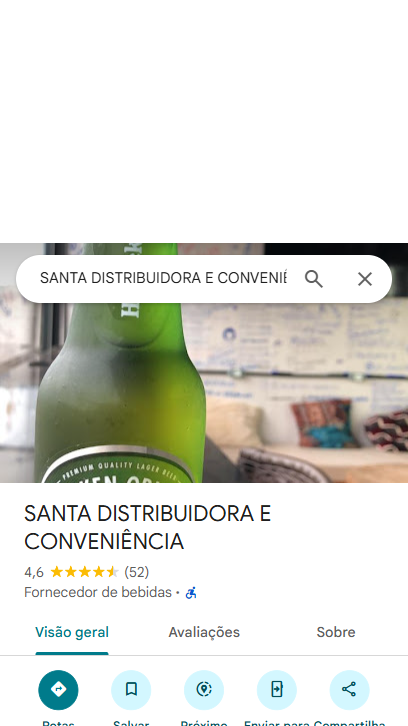 SANTA DISTRIBUIDORA E CONVENIÊ
PREMIUM QUALITY LAGER BEER
SANTA DISTRIBUIDORA E
CONVENIÊNCIA
4,6 (52)
Fornecedor de bebidas ·
Visão geral Avaliações Sobre
Rotas Salvar Próximo Enviar para Compartilha